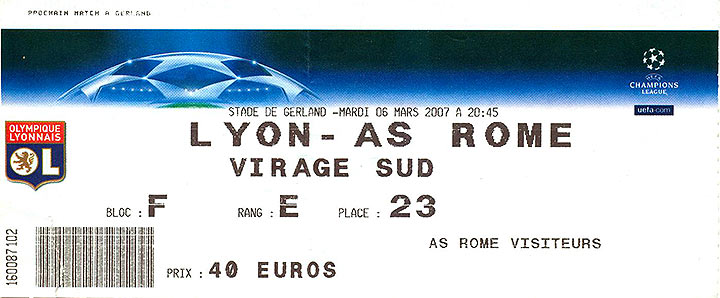 PROCHAIN MATCH A GERLAND
UEFA
CHAMPIONS
LEAGUE
uefa.com
STADE DE GERLAND -MARDI 06 MARS 2007 A 20:45
OLYMPIQUE
LYONNAIS
OL
LYON- AS ROME
VIRAGE SUD
BLOC : F RANG : E PLACE : 23
AS ROME VISITEURS
160087102
PRIX : 40 EUROS